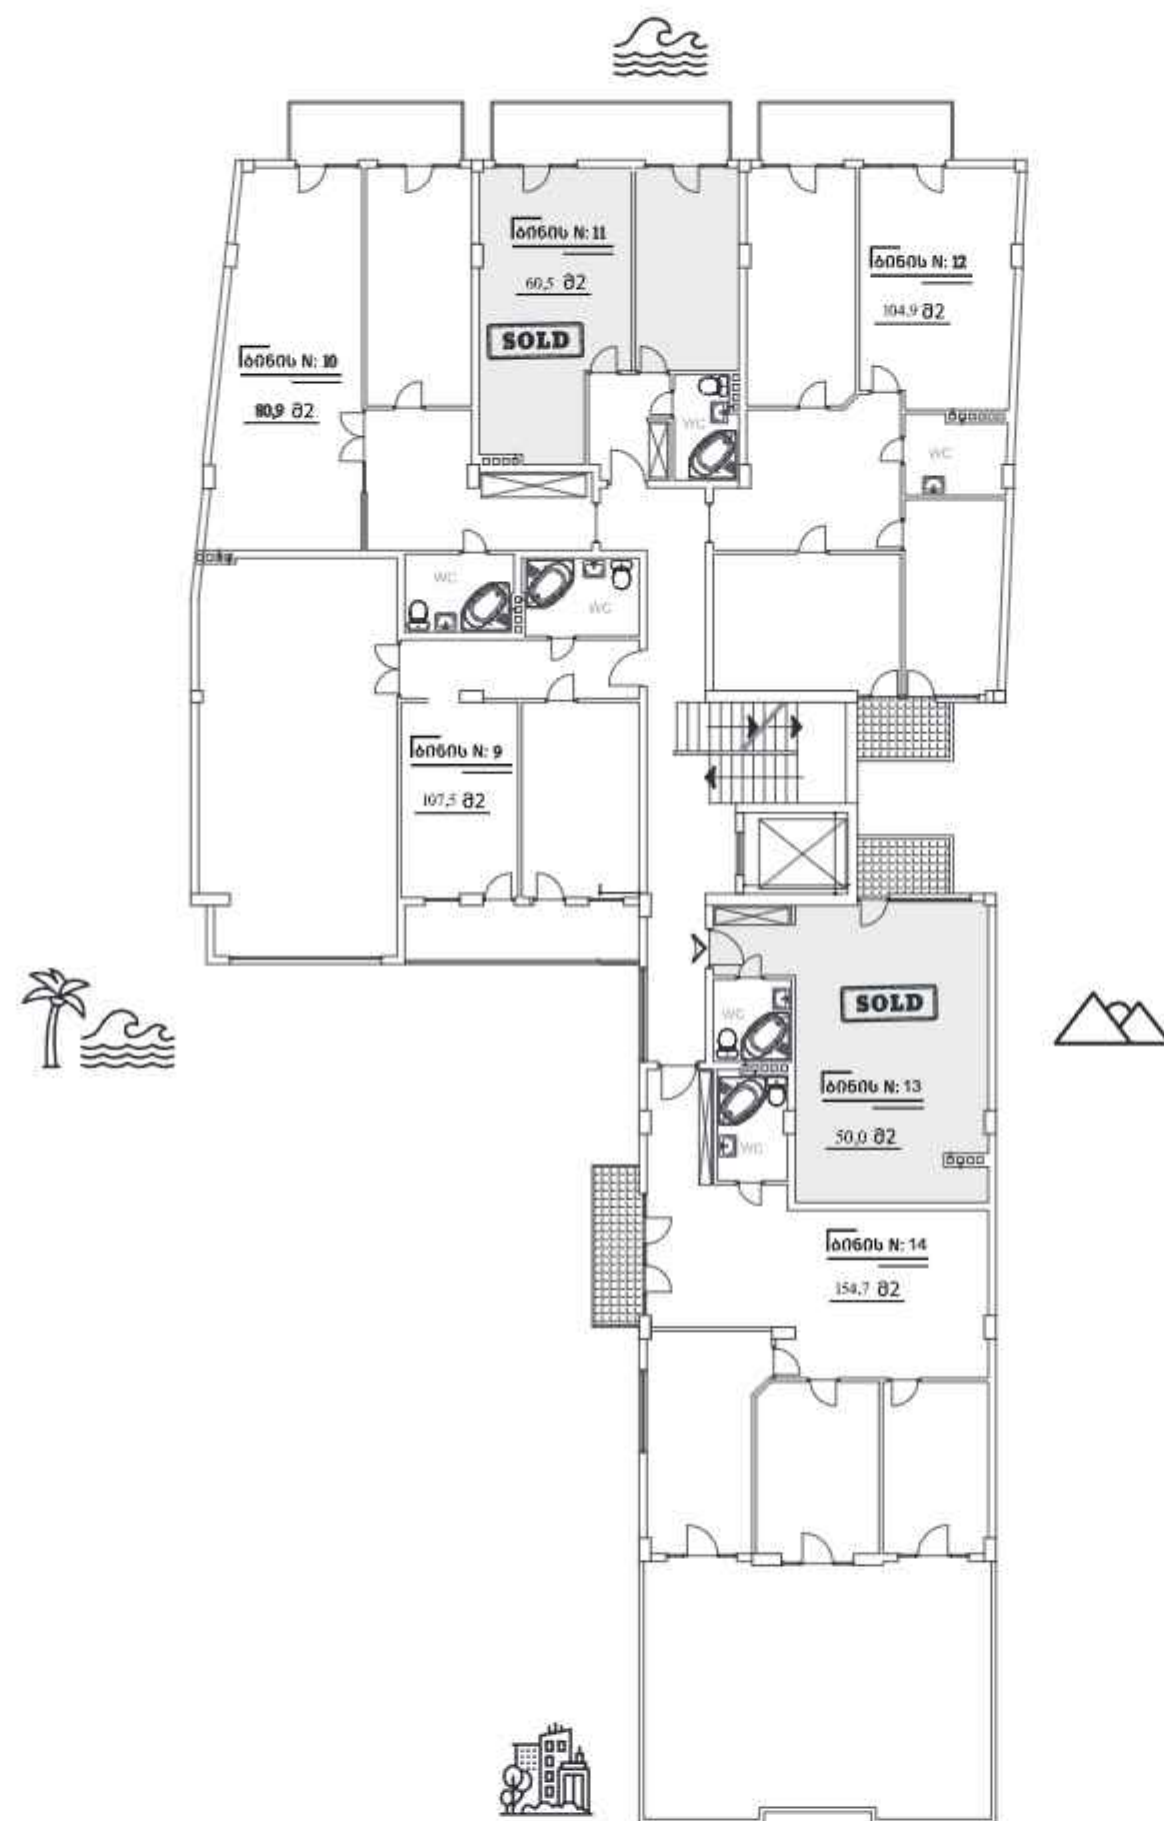 ბინის N: 11
60,5 მ2
SOLD
ბინის N: 12
104,9 მ2
ბინის N: 10
80,9 მ2
WC
WC
WC
WC
ბინის N: 9
107,5 მ2
SOLD
WC
ბინის N: 13
50,0 მ2
WC
ბინის N: 14
154,7 მ2